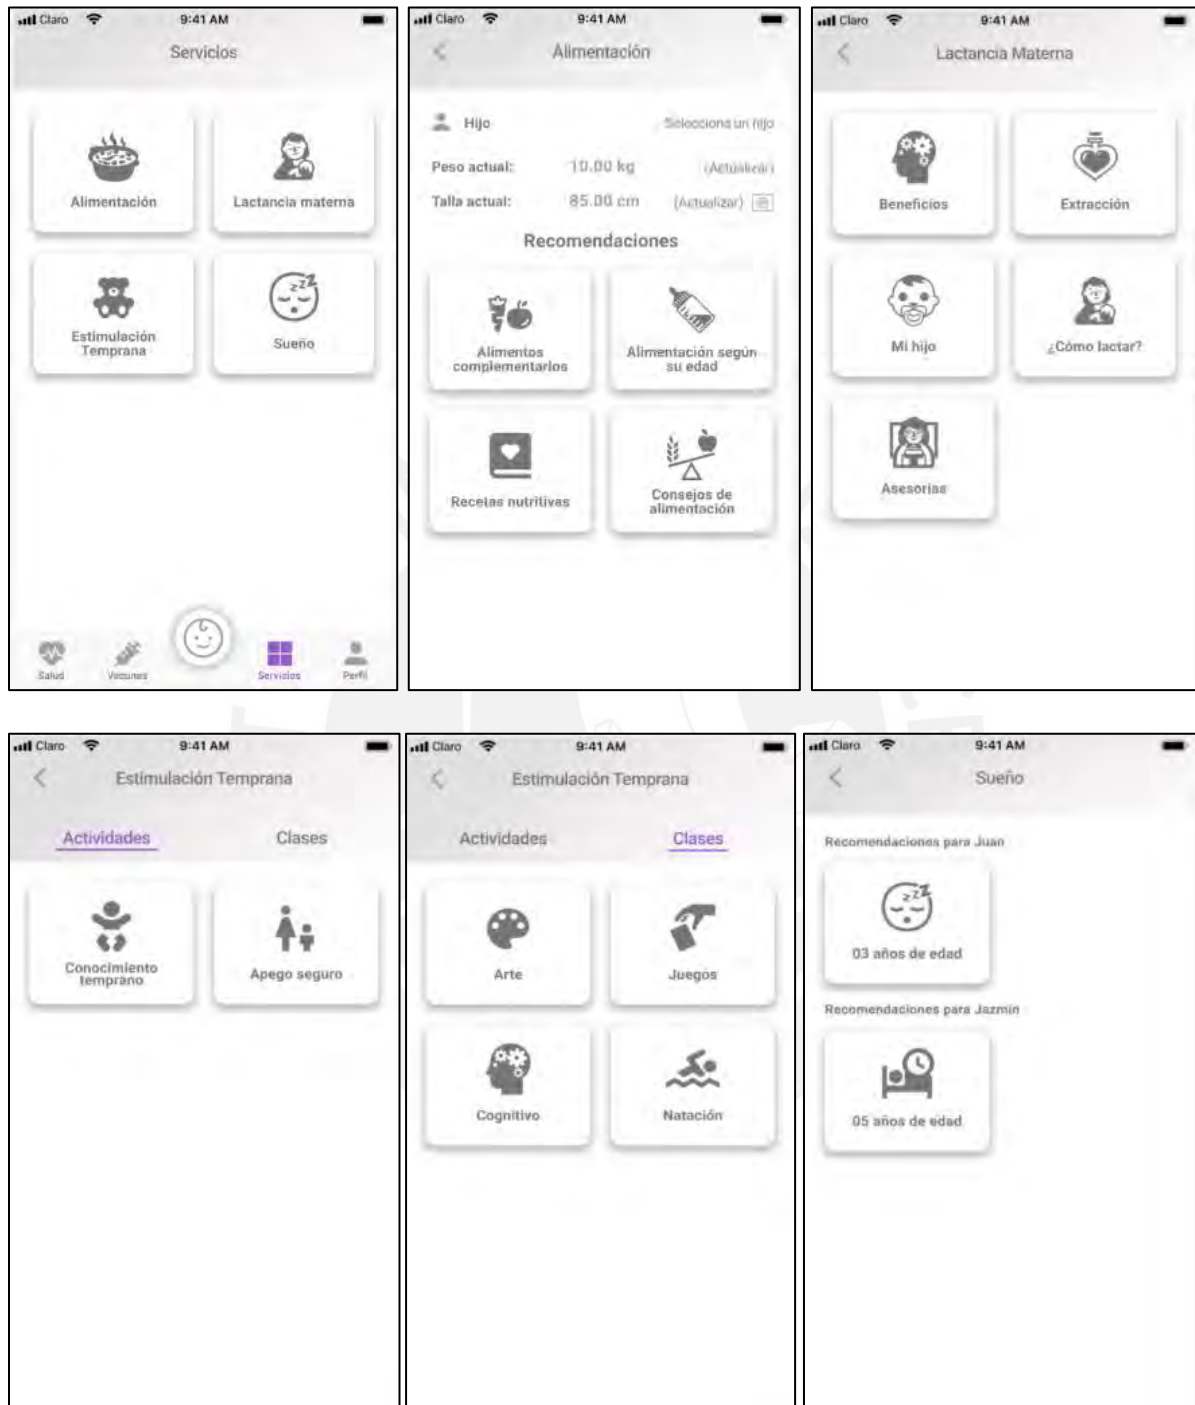 Claro 9:41 AM
Servicios
Alimentación Lactancia materna
Estimulación
Temprana
Sueño
Salud Vacunas Servicios Perfil
Claro 9:41 AM
Alimentación
Hijo Selecciona un hijo
Peso actual: 10.00 kg (Actualizar)
Talla actual: 85.00 cm (Actualizar)
Recomendaciones
Alimentos
complementarios
Alimentación según
su edad
Recetas nutritivas
Consejos de
alimentación
Claro 9:41 AM
Lactancia Materna
Beneficios Extracción
Mi hijo ¿Cómo lactar?
Asesorias
Claro 9:41 AM
Estimulación Temprana
Actividades Clases
Conocimiento
temprano
Apego seguro
Claro 9:41 AM
Estimulación Temprana
Actividades Clases
Arte Juegos
Cognitivo Natación
Claro 9:41 AM
Sueño
Recomendaciones para Juan
zzZ
03 años de edad
Recomendaciones para Jazmin
05 años de edad